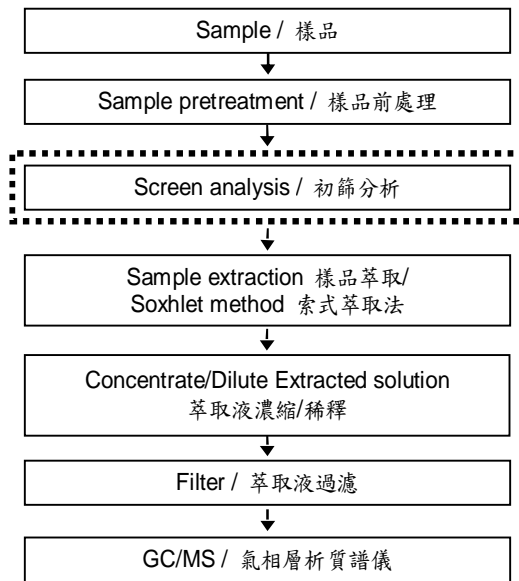 Sample / 樣品
Sample pretreatment / 樣品前處理
Screen analysis / 初篩分析
Sample extraction 樣品萃取/
Soxhlet method 索式萃取法
Concentrate/Dilute Extracted solution
萃取液濃縮/稀釋
Filter / 萃取液過濾
GC/MS / 氣相層析質譜儀